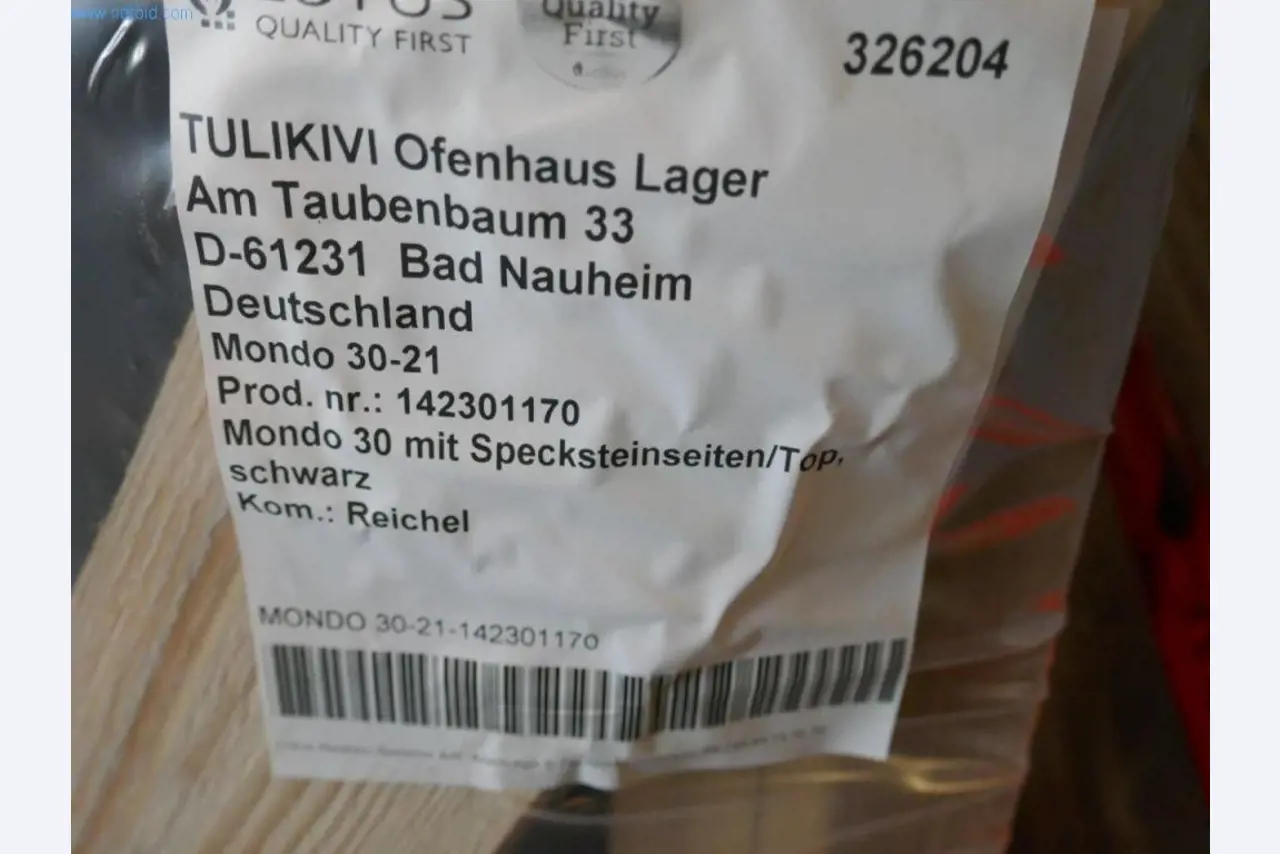 LOTUS
QUALITY FIRST
Quality
First
326204
TULIKIVI Ofenhaus Lager
Am Taubenbaum 33
D-61231 Bad Nauheim
Deutschland
Mondo 30-21
Prod. nr.: 142301170
Mondo 30 mit Specksteinseiten/Top,
schwarz
Kom.: Reichel
MONDO 30-21-142301170